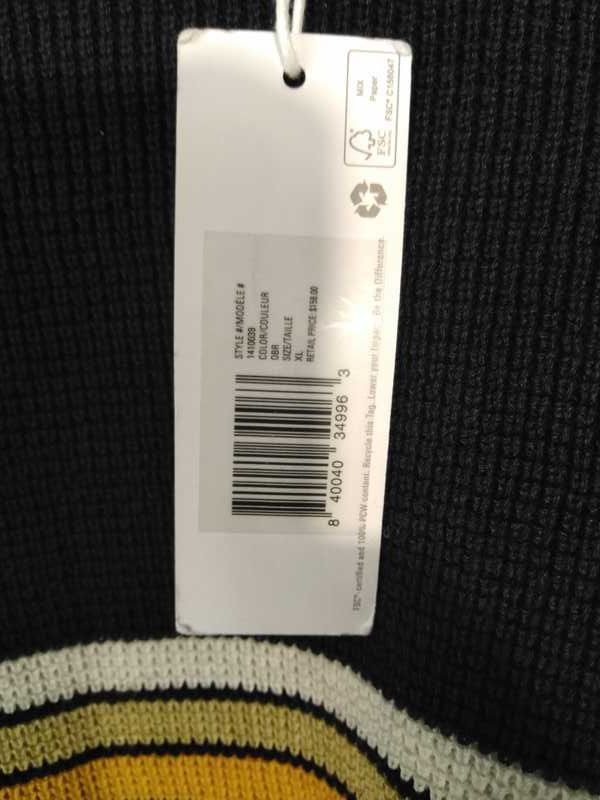 MIX
Paper
FSC® C158047
FSC
STYLE #/MODÈLE #
1410039
COLOR/COULEUR
OBR
SIZE/TAILLE
XL
RETAIL PRICE:$158.00
8 40040 34996 3
FSC®-certified and 100% PCW content. Recycle this Tag. Lower your Impact. Be the Difference.